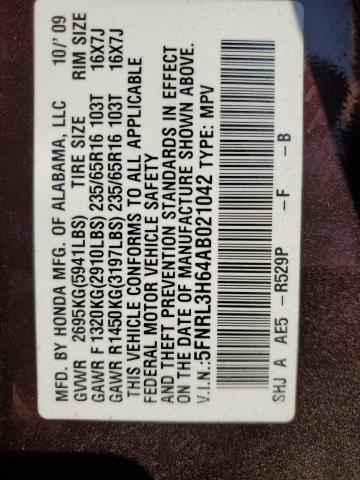 MFD. BY HONDA MFG. OF ALABAMA, LLC 10/' 09
GVWR 2695KG(5941LBS) TIRE SIZE RIM SIZE
GAWR F 1320KG(2910LBS) 235/65R16 103T 16X7J
GAWR R1450KG(3197LBS) 235/65R16 103T 16X7J
THIS VEHICLE CONFORMS TO ALL APPLICABLE
FEDERAL MOTOR VEHICLE SAFETY
AND THEFT PREVENTION STANDARDS IN EFFECT
ON THE DATE OF MANUFACTURE SHOWN ABOVE.
V.I.N.:5FNRL3H64AB021042 TYPE: MPV
SHJ A AE5 -R529P -F -B